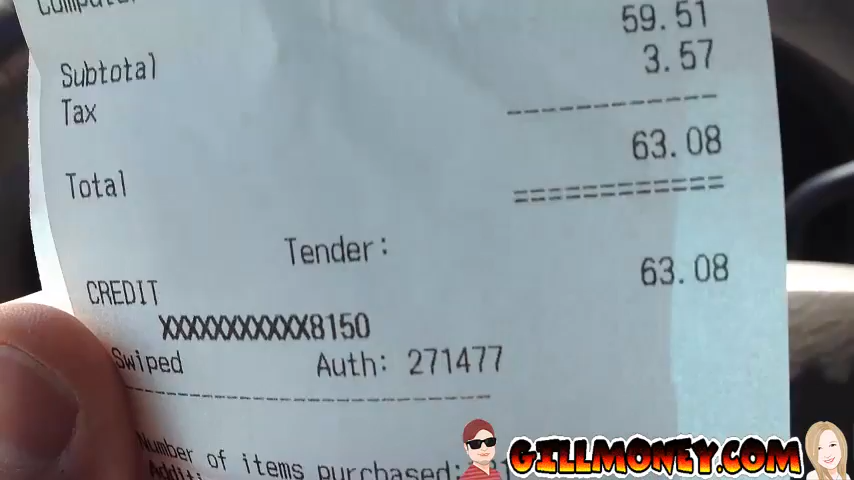 Subtotal 59.51
Tax 3.57
Total 63.08
Tender:
CREDIT 63.08
XXXXXXXXXXX8150
Swiped Auth: 271477
Number of items purchased:
GILLMONEY.COM